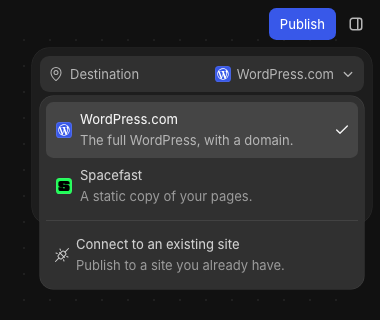 Publish
Destination
WordPress.com
WordPress.com
The full WordPress, with a domain.
Spacefast
A static copy of your pages.
Connect to an existing site
Publish to a site you already have.